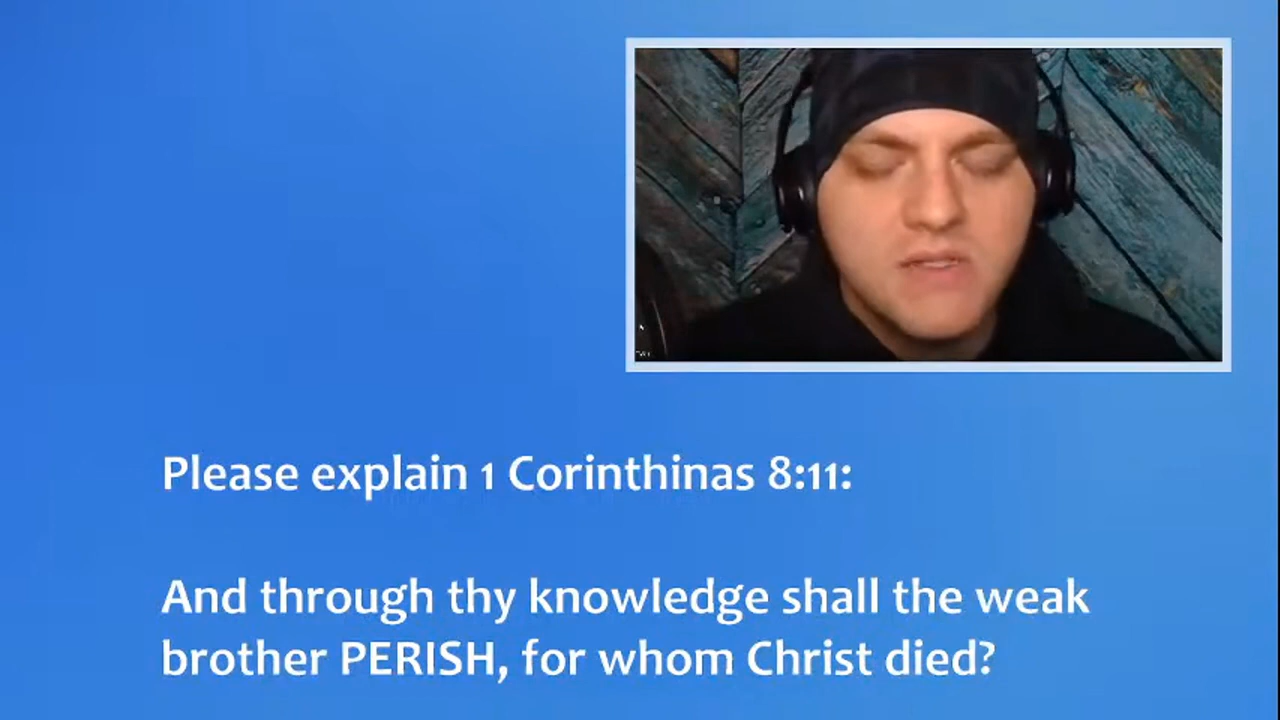 Please explain 1 Corinthinas 8:11:
And through thy knowledge shall the weak
brother PERISH, for whom Christ died?